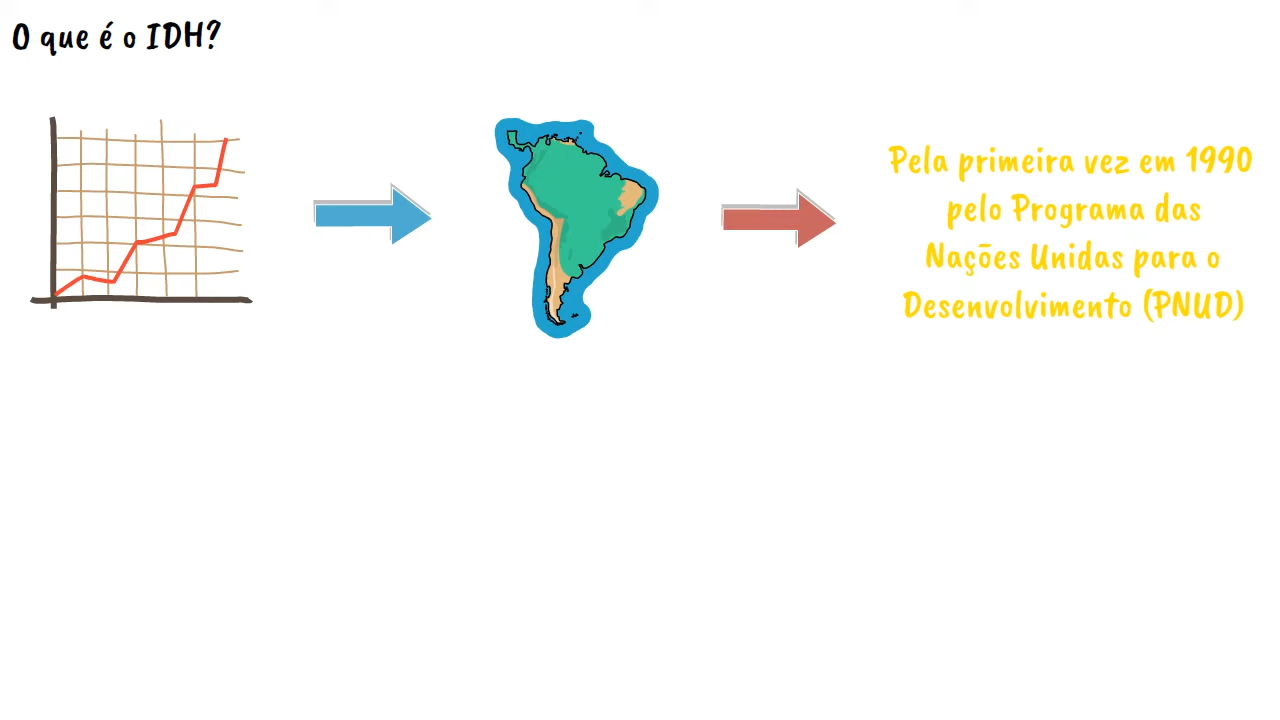 O que é o IDH?
Pela primeira vez em 1990
pelo Programa das
Nações Unidas para o
Desenvolvimento (PNUD)